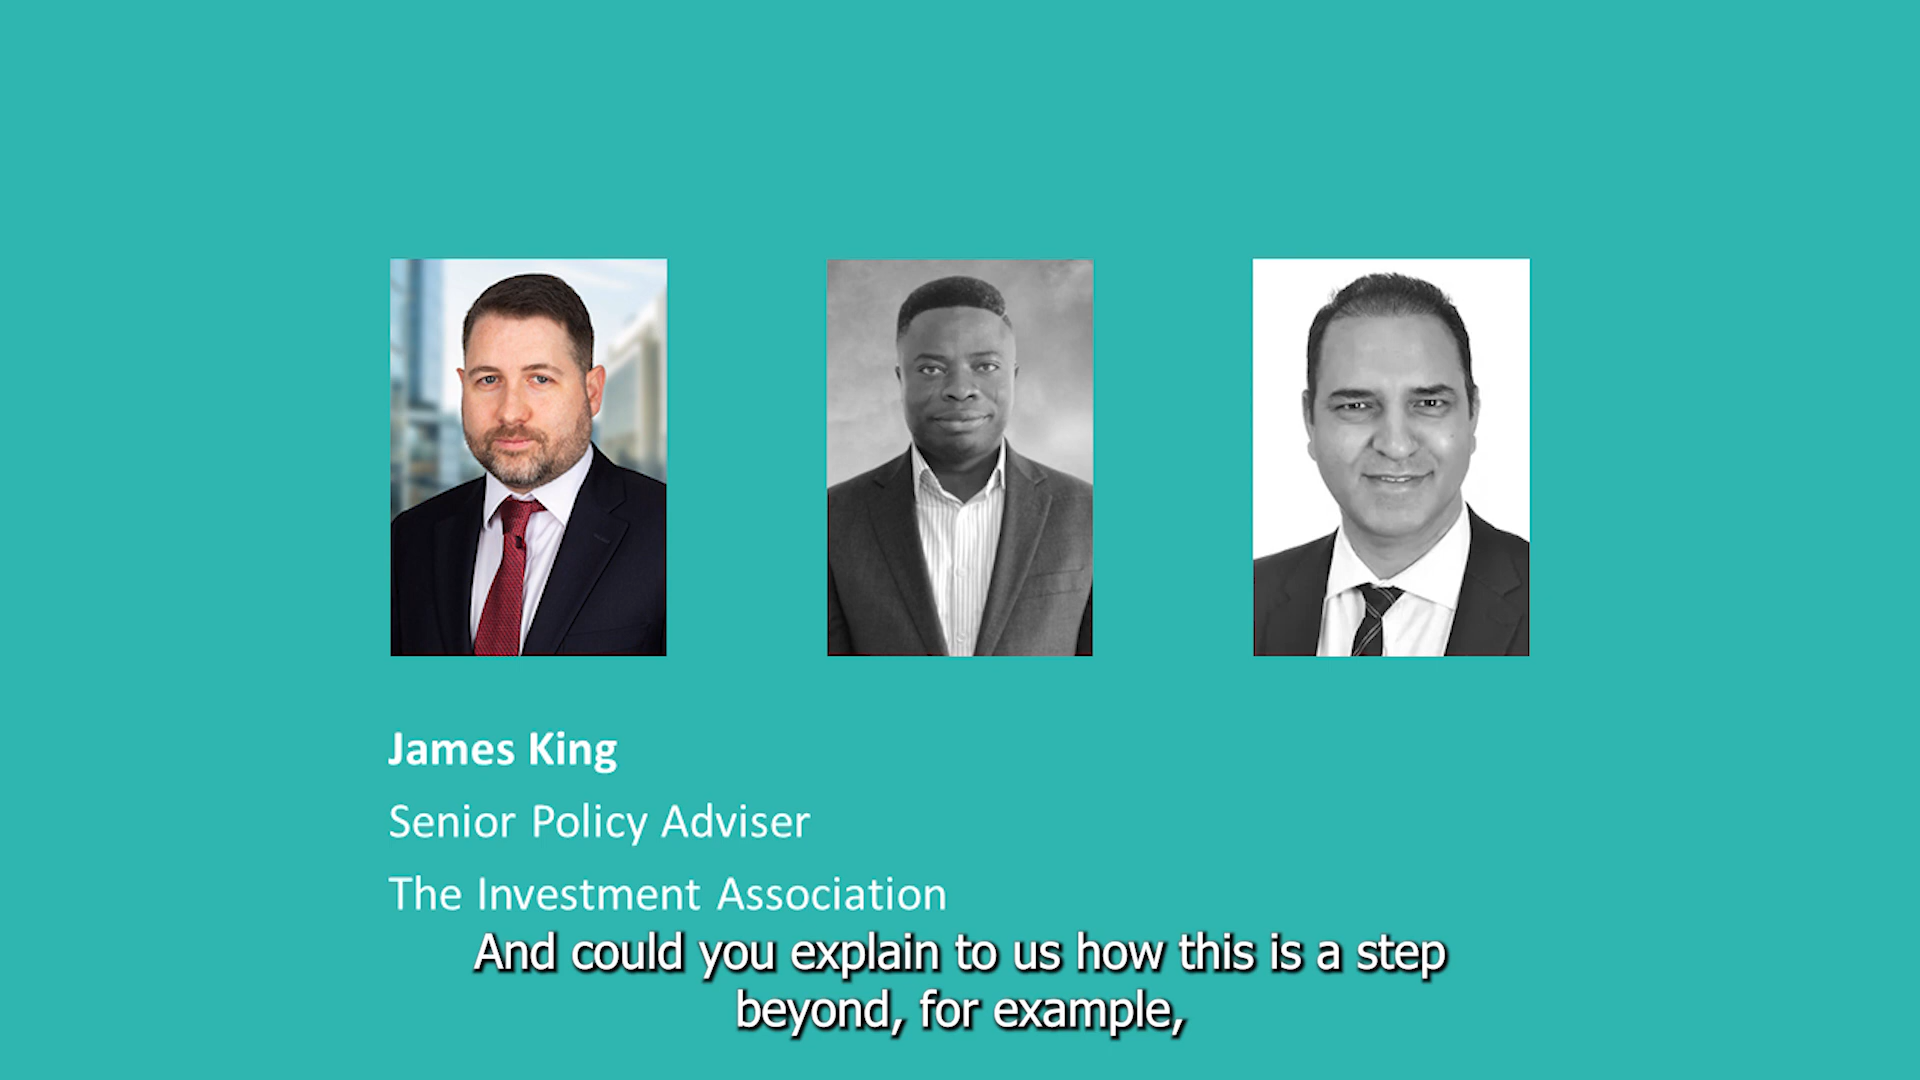 James King
Senior Policy Adviser
The Investment Association
And could you explain to us how this is a step
beyond, for example,